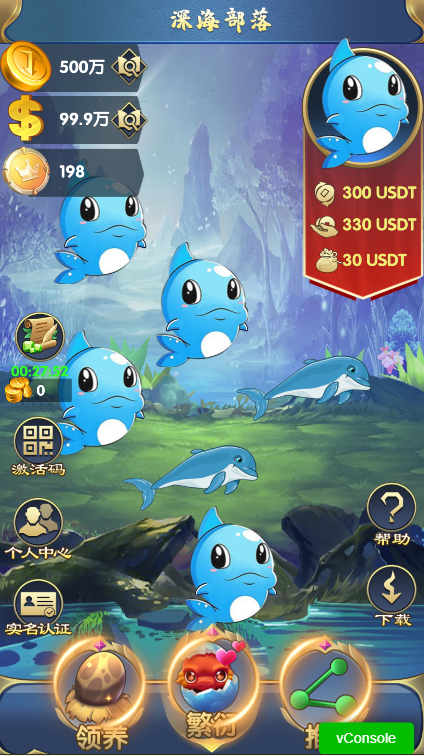 深海部落
500万
99.9万
198
300 USDT
330 USDT
30 USDT
00:27:52
0
激活码
个人中心
实名认证
帮助
下载
领养
繁衍
推
vConsole